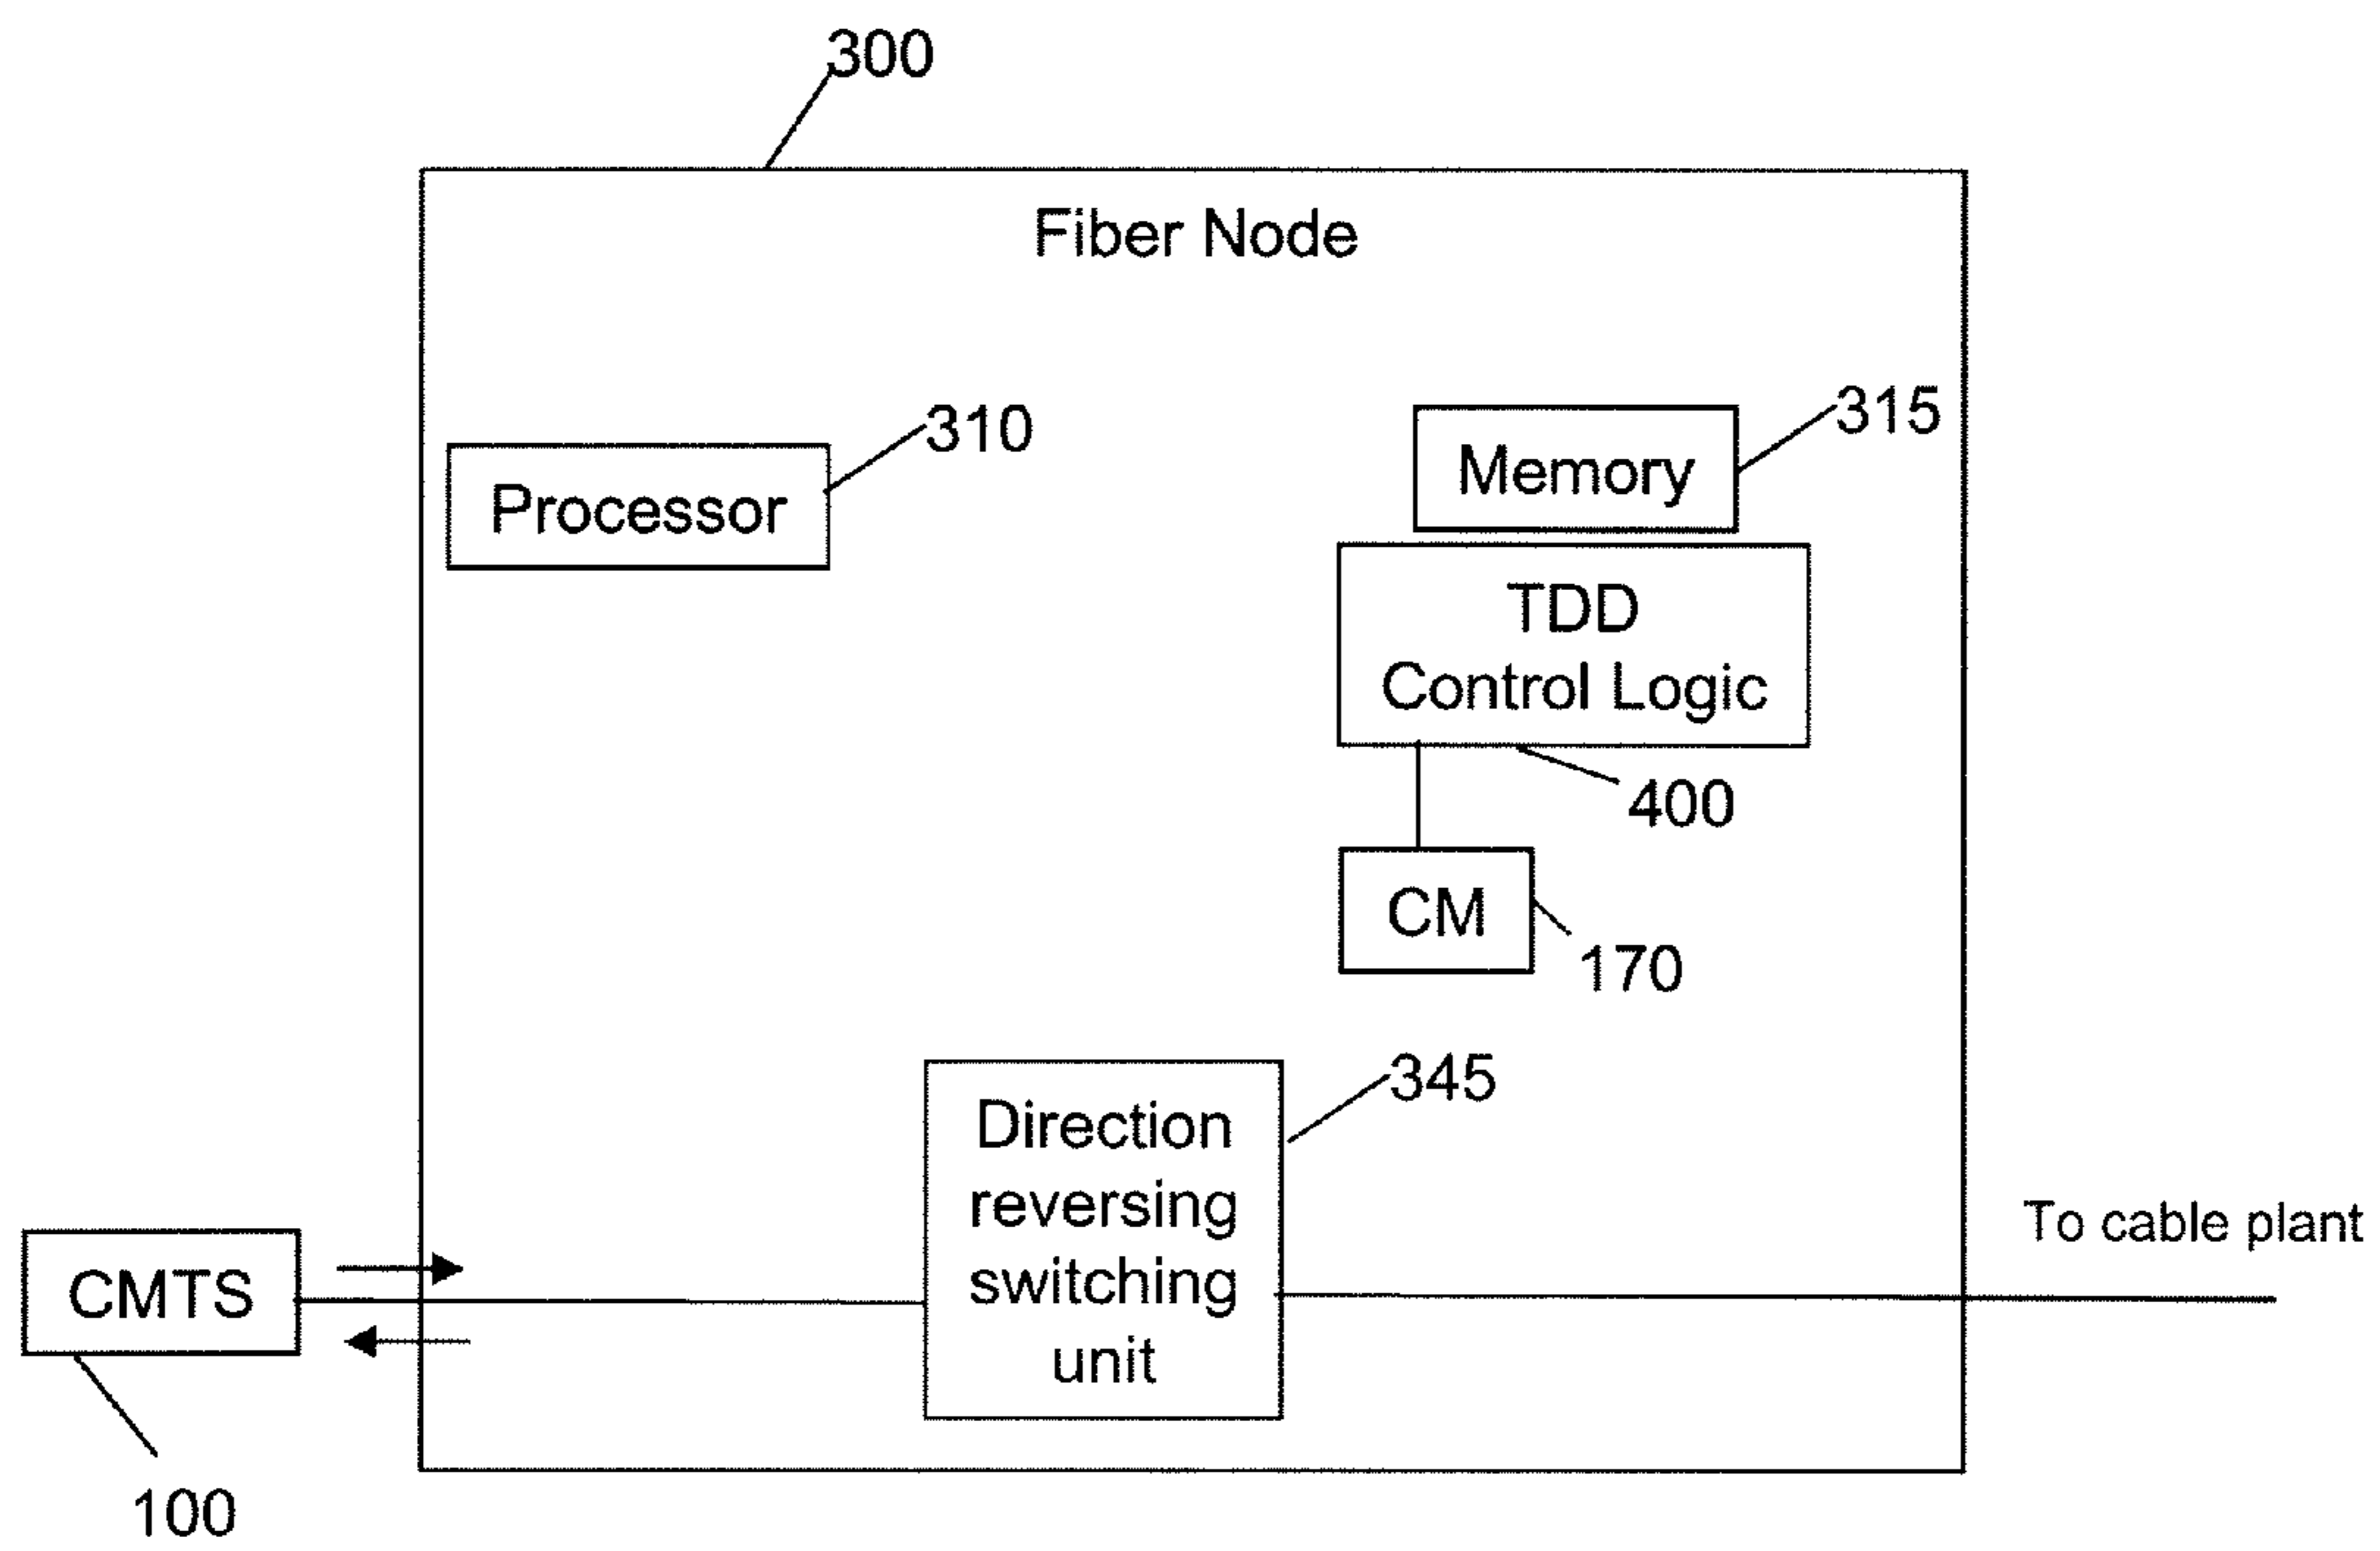 300
Fiber Node
310
Processor
315
Memory
TDD
Control Logic
400
CM
170
345
Direction
reversing
switching
unit
CMTS
100
To cable plant